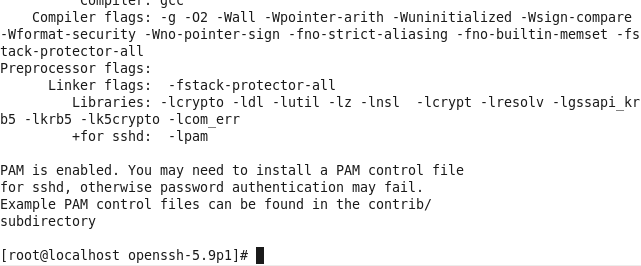 Compiler: gcc
Compiler flags: -g -O2 -Wall -Wpointer-arith -Wuninitialized -Wsign-compare
-Wformat-security -Wno-pointer-sign -fno-strict-aliasing -fno-builtin-memset -fs
tack-protector-all
Preprocessor flags:
Linker flags:  -fstack-protector-all
Libraries: -lcrypto -ldl -lutil -lz -lnsl  -lcrypt -lresolv -lgssapi_kr
b5 -lkrb5 -lk5crypto -lcom_err
+for sshd:  -lpam
PAM is enabled. You may need to install a PAM control file
for sshd, otherwise password authentication may fail.
Example PAM control files can be found in the contrib/
subdirectory
[root@localhost openssh-5.9p1]#